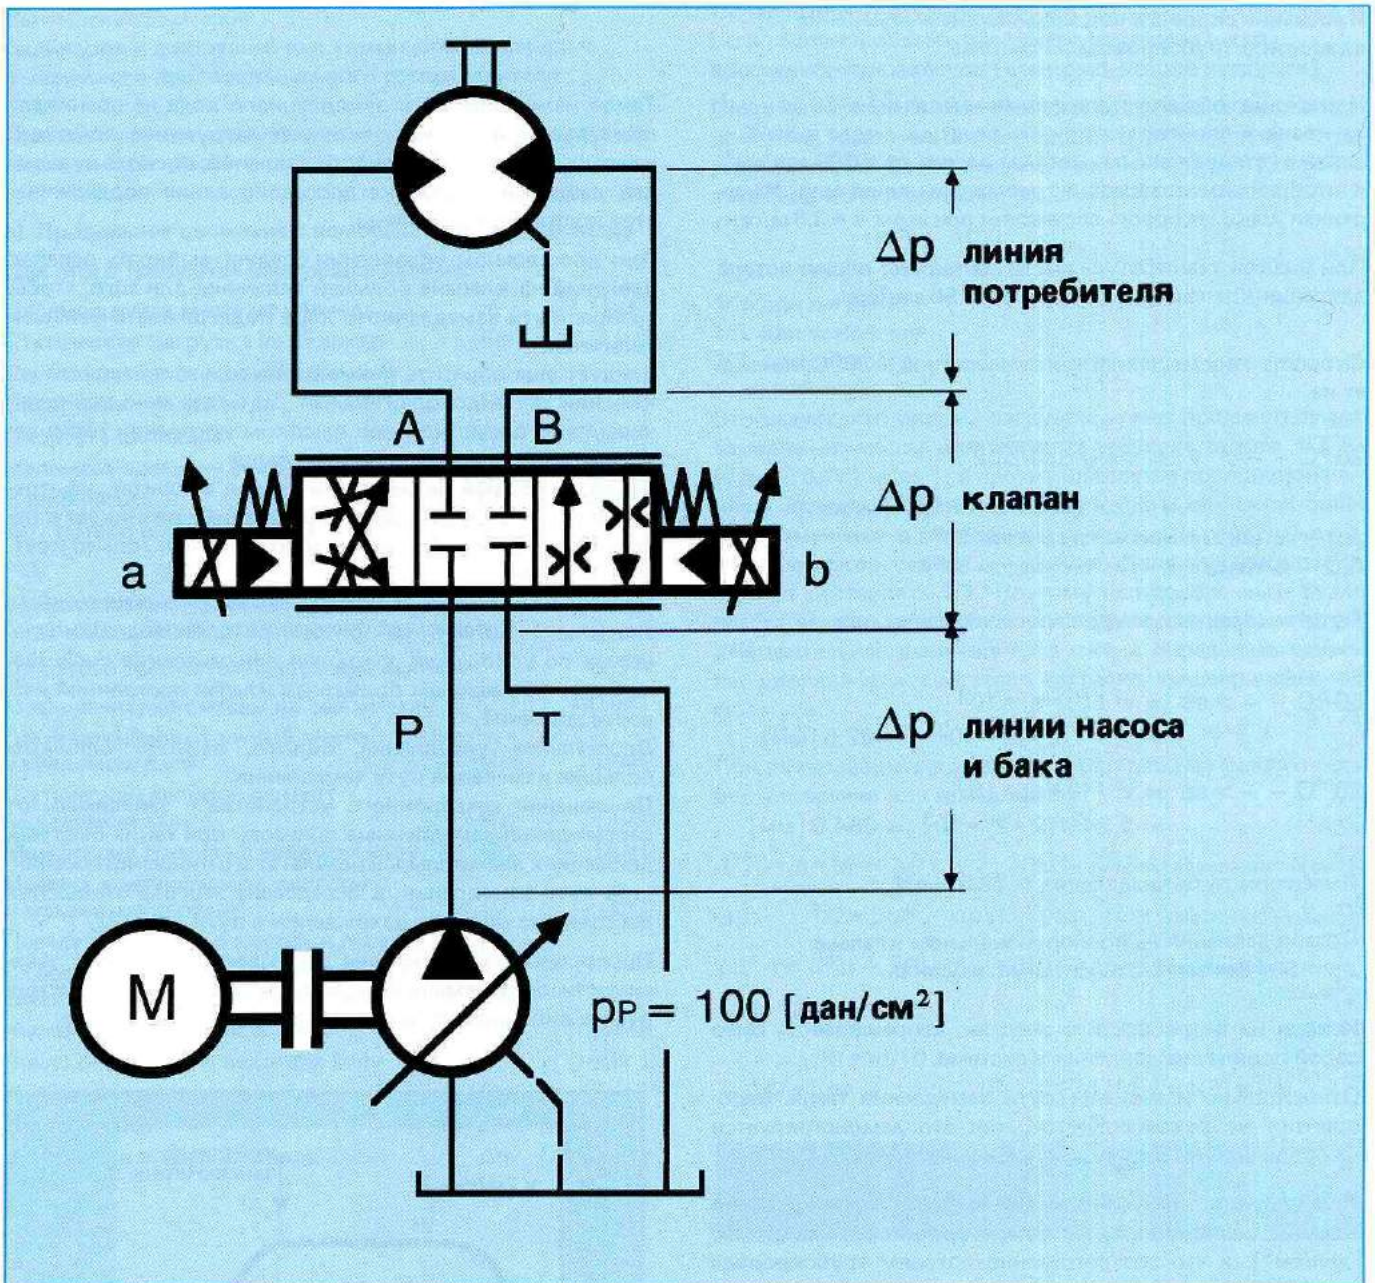 Δp линия
потребителя
A B
Δp клапан
a b
P T
Δp линии насоса
и бака
M
pP = 100 [дан/см²]